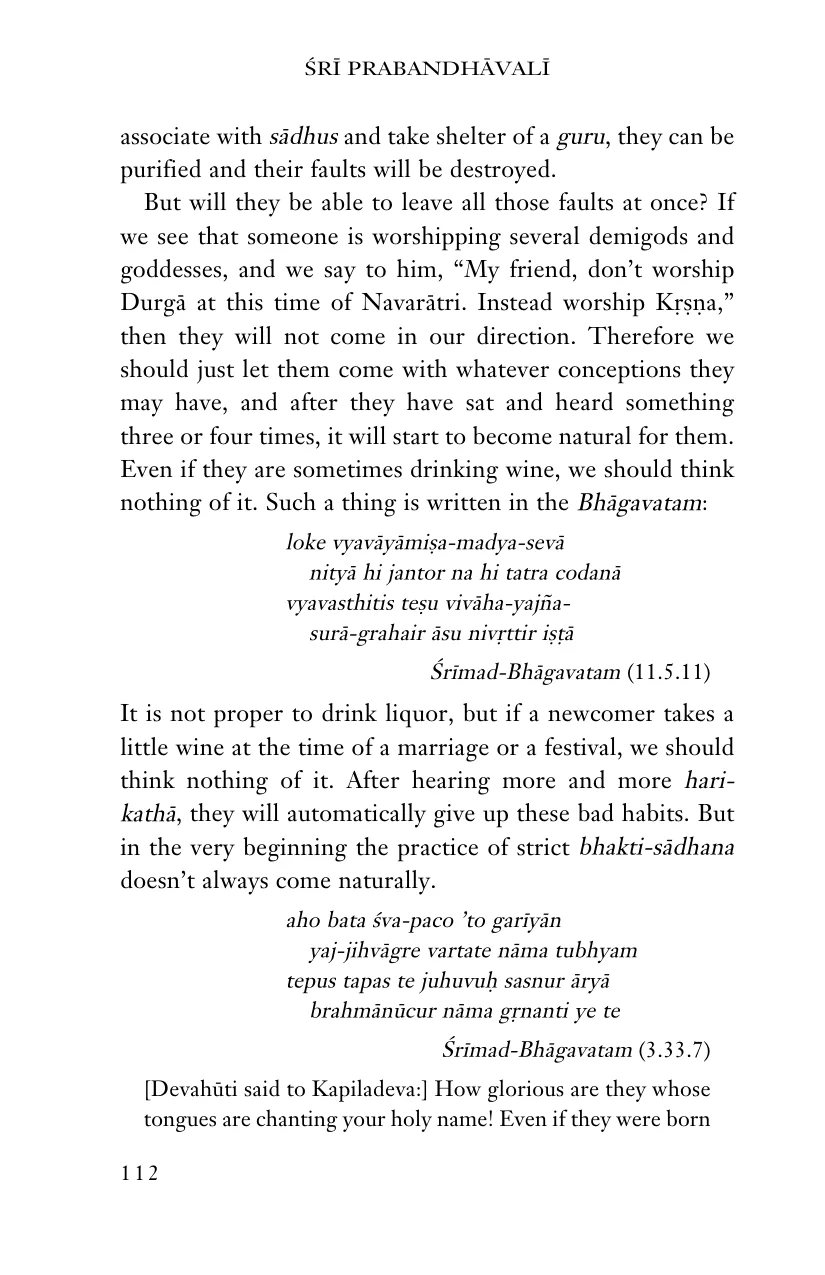 ŚRĪ PRABANDHĀVALĪ
associate with sādhus and take shelter of a guru, they can be
purified and their faults will be destroyed.
But will they be able to leave all those faults at once? If
we see that someone is worshipping several demigods and
goddesses, and we say to him, “My friend, don’t worship
Durgā at this time of Navarātri. Instead worship Kṛṣṇa,”
then they will not come in our direction. Therefore we
should just let them come with whatever conceptions they
may have, and after they have sat and heard something
three or four times, it will start to become natural for them.
Even if they are sometimes drinking wine, we should think
nothing of it. Such a thing is written in the Bhāgavatam:
loke vyavāyāmiṣa-madya-sevā
nityā hi jantor na hi tatra codanā
vyavasthitis teṣu vivāha-yajña-
surā-grahair āsu nivṛttir iṣṭā
Śrīmad-Bhāgavatam (11.5.11)
It is not proper to drink liquor, but if a newcomer takes a
little wine at the time of a marriage or a festival, we should
think nothing of it. After hearing more and more hari-
kathā, they will automatically give up these bad habits. But
in the very beginning the practice of strict bhakti-sādhana
doesn’t always come naturally.
aho bata śva-paco ’to garīyān
yaj-jihvāgre vartate nāma tubhyam
tepus tapas te juhuvuḥ sasnur āryā
brahmānūcur nāma gṛnanti ye te
Śrīmad-Bhāgavatam (3.33.7)
[Devahūti said to Kapiladeva:] How glorious are they whose
tongues are chanting your holy name! Even if they were born
112